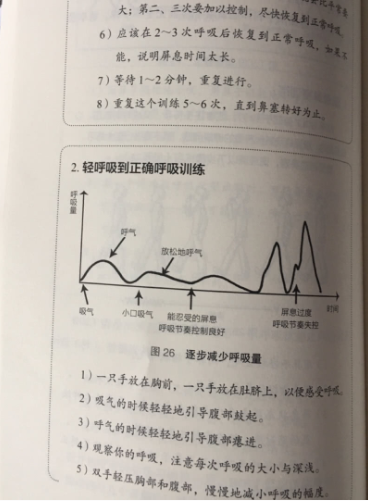 大；第二、三次要加以控制，尽快恢复到正常呼吸。
6）应该在2～3次呼吸后恢复到正常呼吸，如果不
能，说明屏息时间太长。
7）等待1～2分钟，重复进行。
8）重复这个训练5～6次，直到鼻塞转好为止。
2. 轻呼吸到正确呼吸训练
呼吸量
呼气
放松地呼气
时间
吸气
小口吸气
能忍受的屏息
呼吸节奏控制良好
屏息过度
呼吸节奏失控
图26 逐步减少呼吸量
1）一只手放在胸前，一只手放在肚脐上，以便感受呼吸。
2）吸气的时候轻轻地引导腹部鼓起。
3）呼气的时候轻轻地引导腹部瘪进。
4）观察你的呼吸，注意每次呼吸的大小与深浅。
5）双手轻压胸部和腹部，慢慢地减小呼吸的幅度。